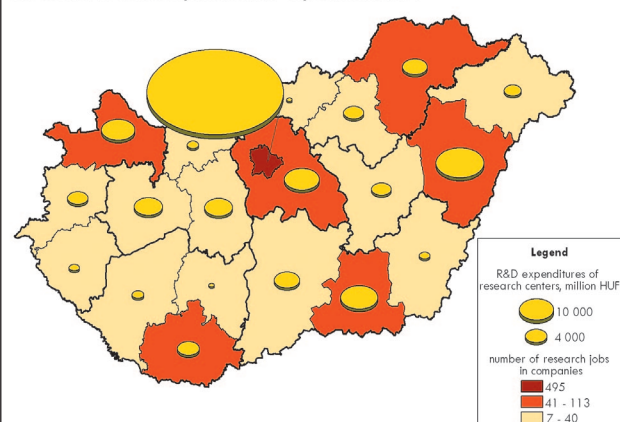 Legend
R&D expenditures of
research centers, million HUF
10 000
4 000
number of research jobs
in companies
495
41 - 113
7 - 40